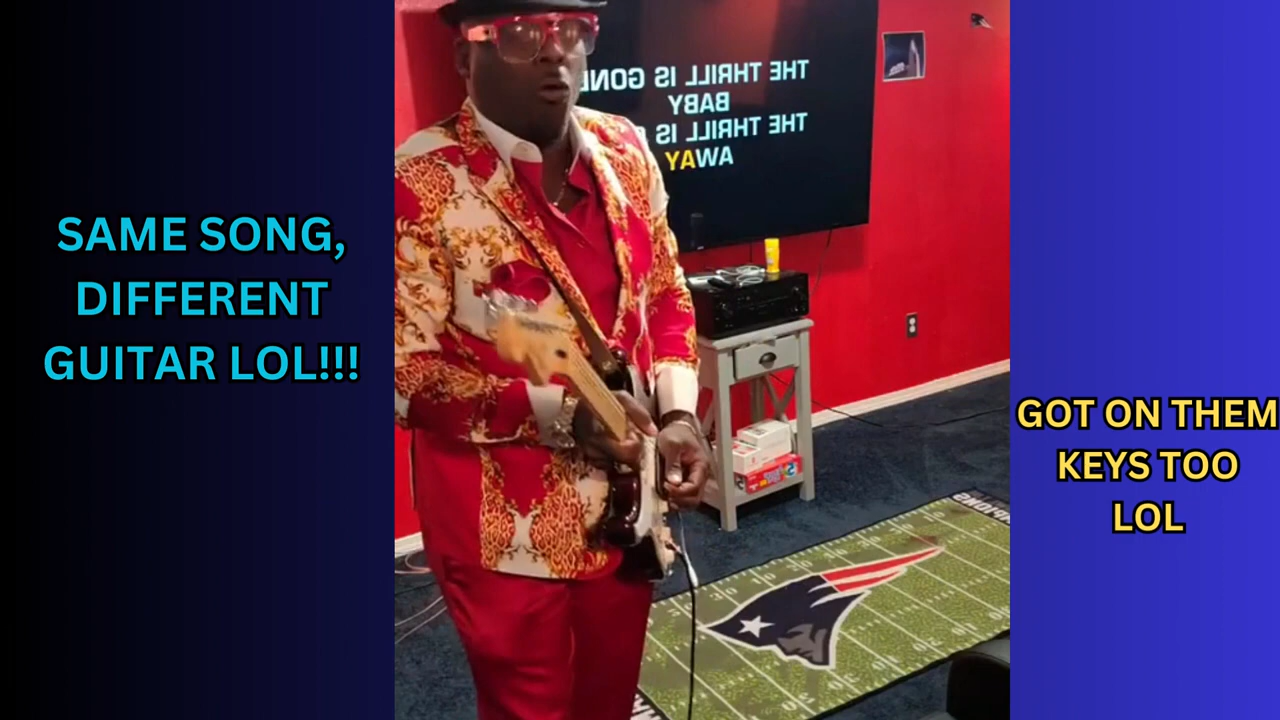 SAME SONG,
DIFFERENT
GUITAR LOL!!!
THE THRILL IS GONE
BABY
THE THRILL IS
AWAY
GOT ON THEM
KEYS TOO
LOL